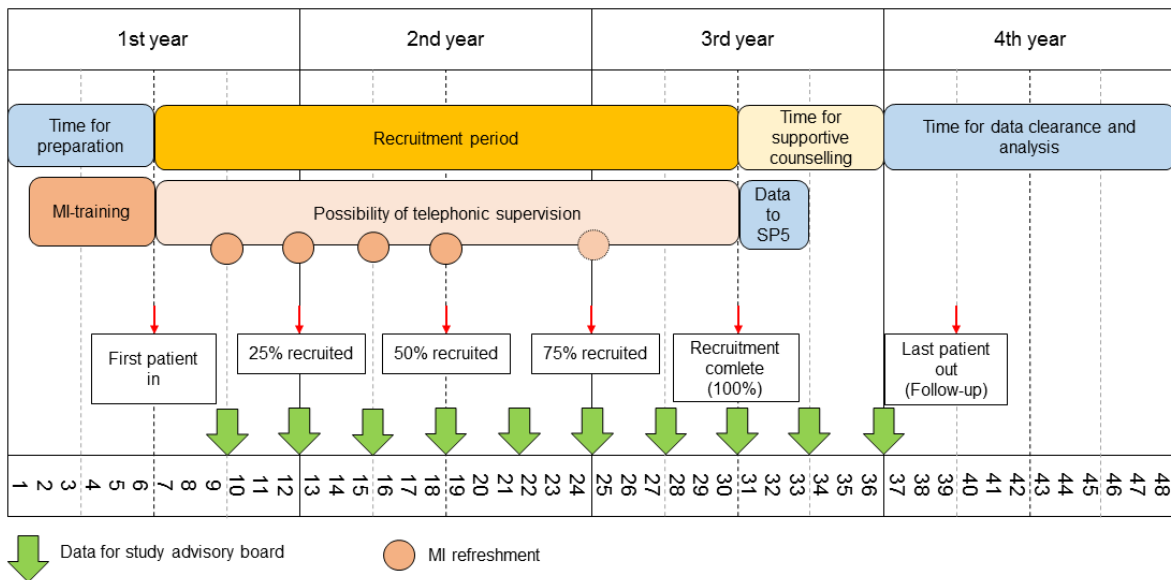 1st year
2nd year
3rd year
4th year
Time for
preparation
Recruitment period
Time for
supportive
counselling
Time for data clearance and
analysis
MI-training
Possibility of telephonic supervision
Data
to
SP5
First patient
in
25% recruited
50% recruited
75% recruited
Recruitment
comlete
(100%)
Last patient
out
(Follow-up)
1 2 3 4 5 6 7 8 9 10 11 12 13 14 15 16 17 18 19 20 21 22 23 24 25 26 27 28 29 30 31 32 33 34 35 36 37 38 39 40 41 42 43 44 45 46 47 48
Data for study advisory board
MI refreshment